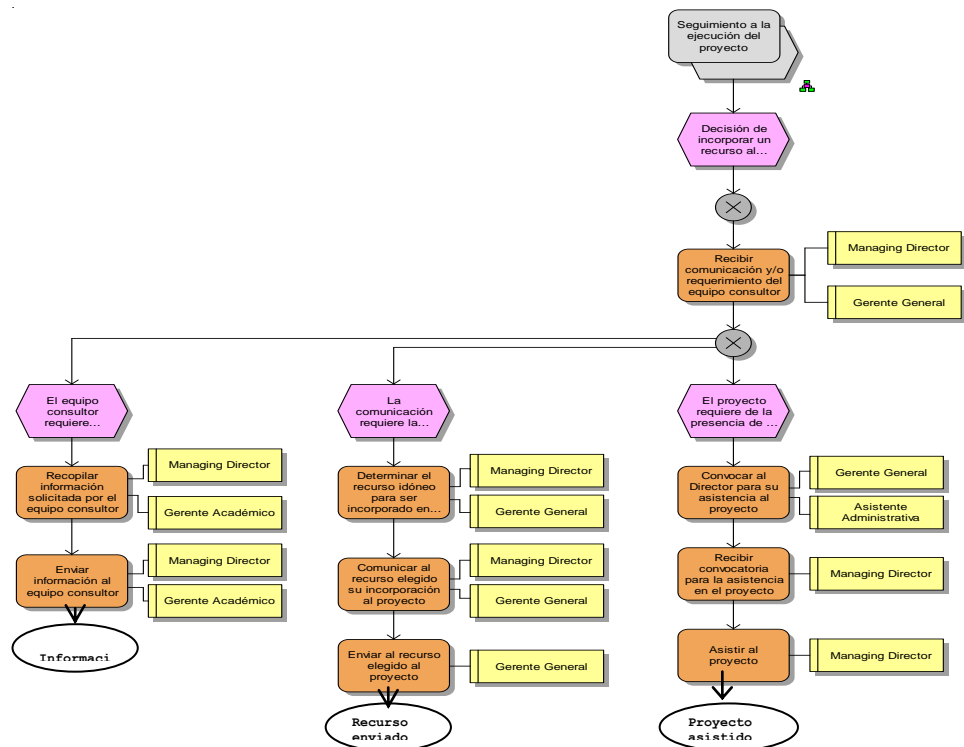 Seguimiento a la
ejecución del
proyecto
Decisión de
incorporar un
recurso al...
Recibir
comunicación y/o
requerimiento del
equipo consultor
Managing Director
Gerente General
El equipo
consultor
requiere...
La
comunicación
requiere la...
El proyecto
requiere de la
presencia de ...
Recopilar
información
solicitada por el
equipo consultor
Managing Director
Gerente Académico
Determinar el
recurso idóneo
para ser
incorporado en...
Managing Director
Gerente General
Convocar al
Director para su
asistencia al
proyecto
Gerente General
Asistente
Administrativa
Enviar
información al
equipo consultor
Managing Director
Gerente Académico
Comunicar al
recurso elegido
su incorporación
al proyecto
Managing Director
Gerente General
Recibir
convocatoria
para la asistencia
en el proyecto
Managing Director
Informaci
Enviar al recurso
elegido al
proyecto
Gerente General
Asistir al
proyecto
Managing Director
Recurso
enviado
Proyecto
asistido